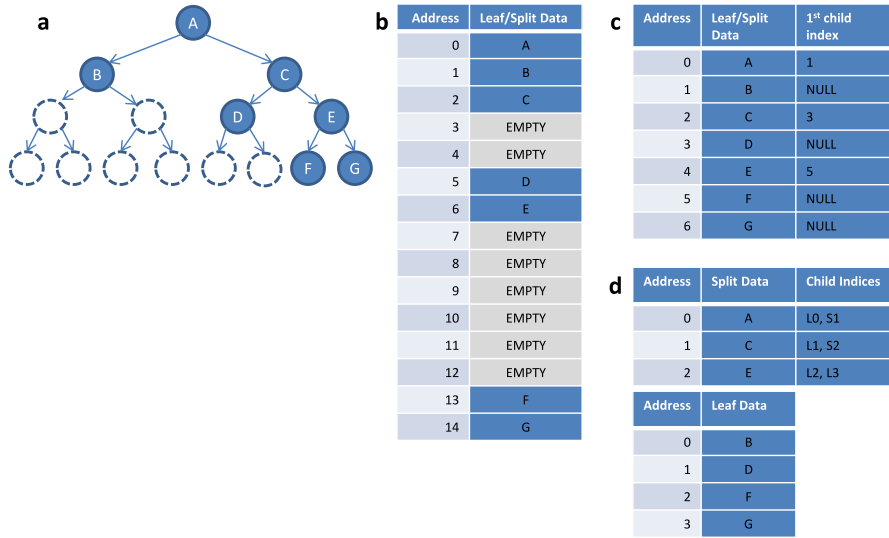 a
A
B
C
D
E
F
G
b
Address Leaf/Split Data
0 A
1 B
2 C
3 EMPTY
4 EMPTY
5 D
6 E
7 EMPTY
8 EMPTY
9 EMPTY
10 EMPTY
11 EMPTY
12 EMPTY
13 F
14 G
c
Address Leaf/Split Data 1st child index
0 A 1
1 B NULL
2 C 3
3 D NULL
4 E 5
5 F NULL
6 G NULL
d
Address Split Data Child Indices
0 A L0, S1
1 C L1, S2
2 E L2, L3
Address Leaf Data
0 B
1 D
2 F
3 G